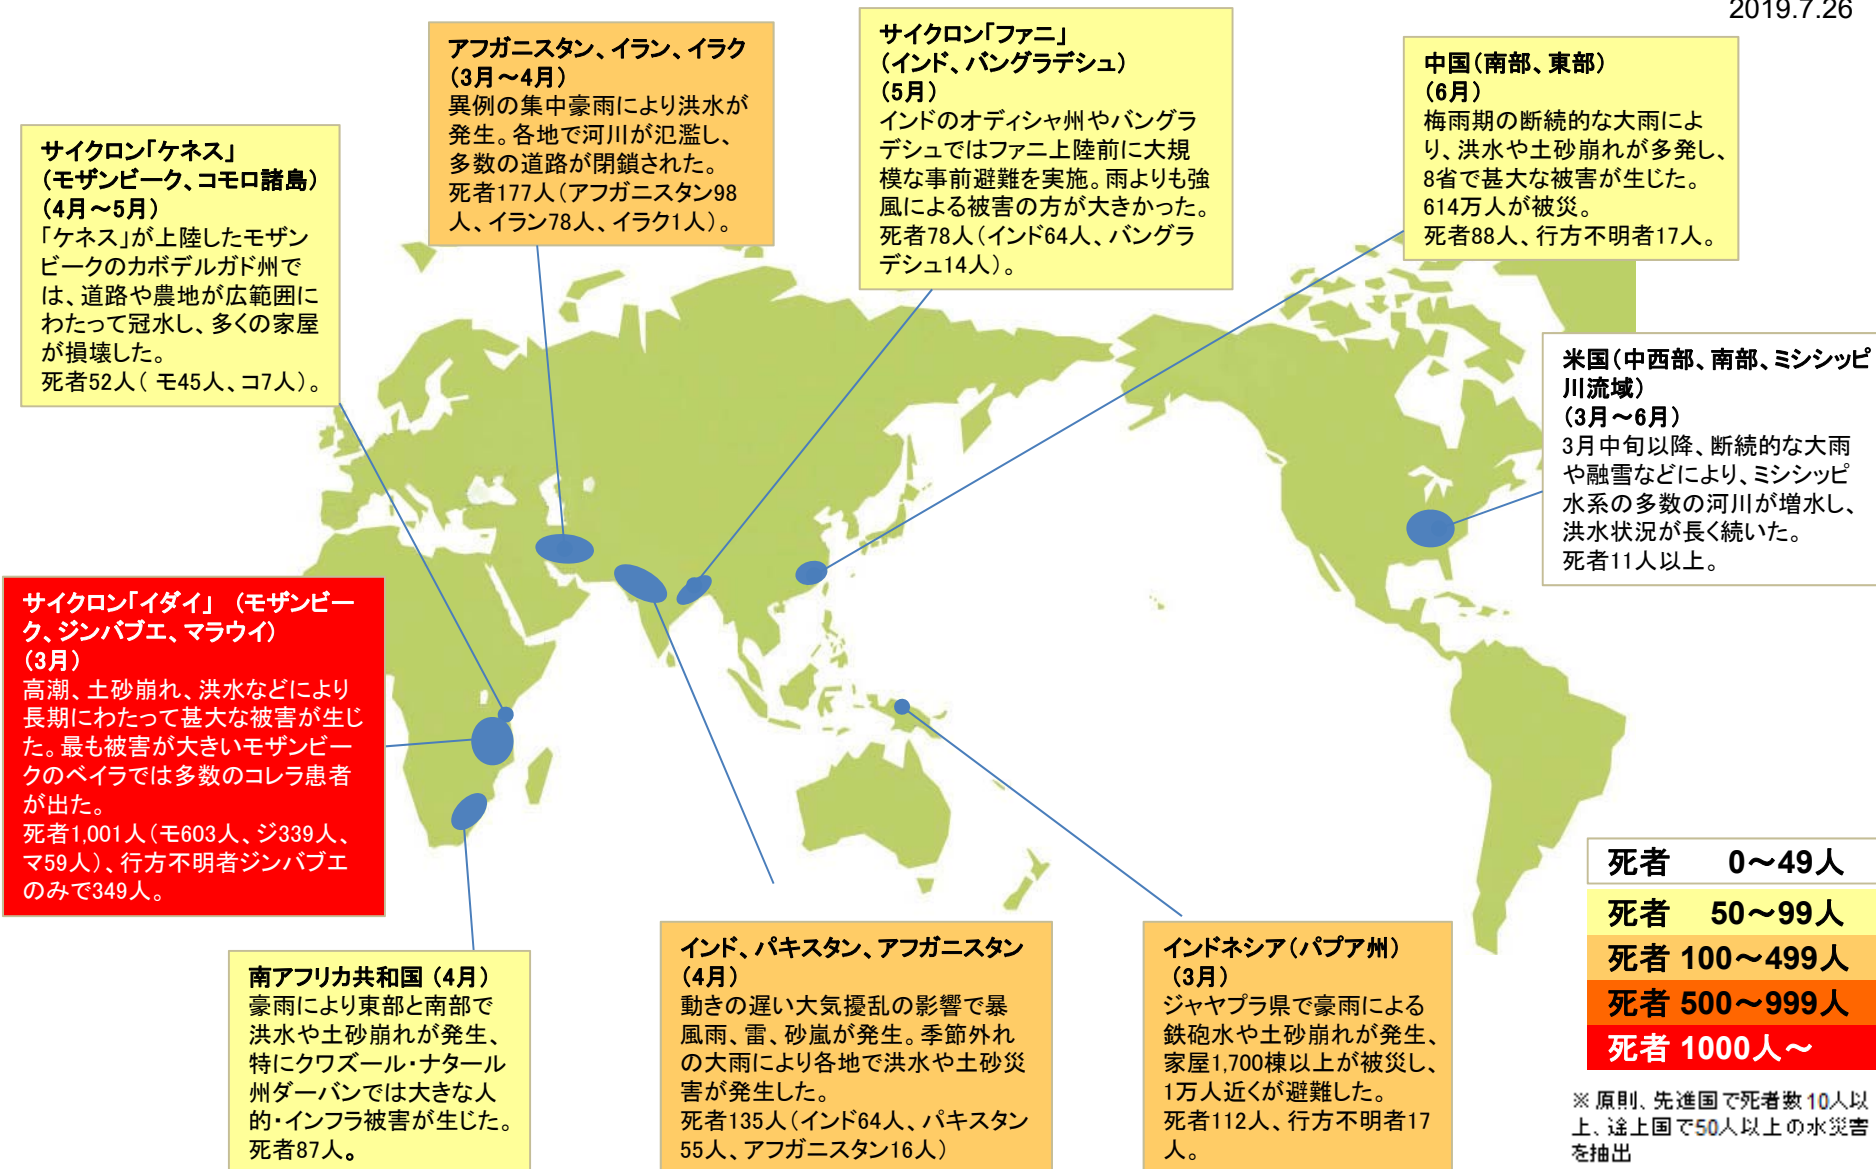 2019.7.26
アフガニスタン、イラン、イラク
(3月～4月)
異例の集中豪雨により洪水が
発生。各地で河川が氾濫し、
多数の道路が閉鎖された。
死者177人(アフガニスタン98
人、イラン78人、イラク1人)。
サイクロン「ファニ」
(インド、バングラデシュ)
(5月)
インドのオディシャ州やバングラ
デシュではファニ上陸前に大規
模な事前避難を実施。雨よりも強
風による被害の方が大きかった。
死者78人(インド64人、バングラ
デシュ14人)。
中国(南部、東部)
(6月)
梅雨期の断続的な大雨によ
り、洪水や土砂崩れが多発し、
8省で甚大な被害が生じた。
614万人が被災。
死者88人、行方不明者17人。
サイクロン「ケネス」
(モザンビーク、コモロ諸島)
(4月～5月)
「ケネス」が上陸したモザン
ビークのカボデルガド州で
は、道路や農地が広範囲に
わたって冠水し、多くの家屋
が損壊した。
死者52人( モ45人、コ7人)。
米国(中西部、南部、ミシシッピ
川流域)
(3月～6月)
3月中旬以降、断続的な大雨
や融雪などにより、ミシシッピ
水系の多数の河川が増水し、
洪水状況が長く続いた。
死者11人以上。
サイクロン「イダイ」 (モザンビー
ク、ジンバブエ、マラウイ)
(3月)
高潮、土砂崩れ、洪水などにより
長期にわたって甚大な被害が生じ
た。最も被害が大きいモザンビー
クのベイラでは多数のコレラ患者
が出た。
死者1,001人(モ603人、ジ339人、
マ59人)、行方不明者ジンバブエ
のみで349人。
南アフリカ共和国 (4月)
豪雨により東部と南部で
洪水や土砂崩れが発生、
特にクワズール・ナタール
州ダーバンでは大きな人
的・インフラ被害が生じた。
死者87人。
インド、パキスタン、アフガニスタン
(4月)
動きの遅い大気擾乱の影響で暴
風雨、雷、砂嵐が発生。季節外れ
の大雨により各地で洪水や土砂災
害が発生した。
死者135人(インド64人、パキスタン
55人、アフガニスタン16人)
インドネシア(パプア州)
(3月)
ジャヤプラ県で豪雨による
鉄砲水や土砂崩れが発生、
家屋1,700棟以上が被災し、
1万人近くが避難した。
死者112人、行方不明者17
人。
死者 0～49人
死者 50～99人
死者 100～499人
死者 500～999人
死者 1000人～
※原則、先進国で死者数10人以
上、途上国で50人以上の水災害
を抽出